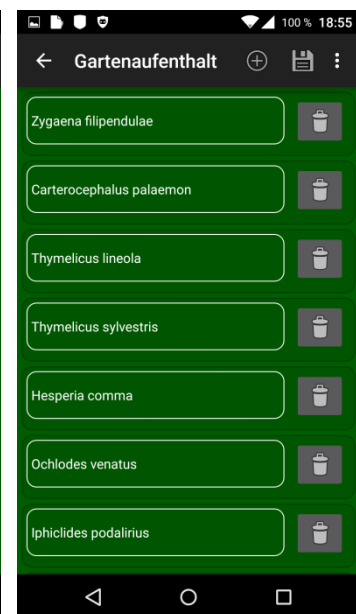 100 % 18:55
Gartenaufenthalt
Zygaena filipendulae
Carterocephalus palaemon
Thymelicus lineola
Thymelicus sylvestris
Hesperia comma
Ochlodes venatus
Iphiclides podalirius